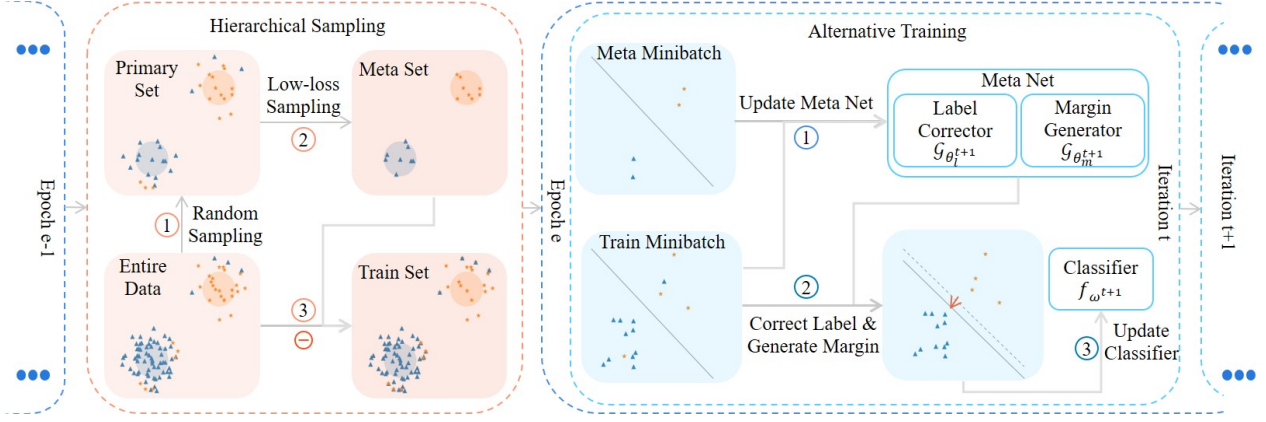 Hierarchical Sampling
Primary
Set
Low-loss
Sampling
2
Meta Set
1
Random
Sampling
Entire
Data
3
−
Train Set
Epoch e-1
Epoch e
Alternative Training
Meta Minibatch
Update Meta Net
1
Meta Net
Label
Corrector
𝒢θₗᵗ⁺¹
Margin
Generator
𝒢θₘᵗ⁺¹
Train Minibatch
2
Correct Label &
Generate Margin
Classifier
f ωᵗ⁺¹
3
Update
Classifier
Iteration t
Iteration t+1